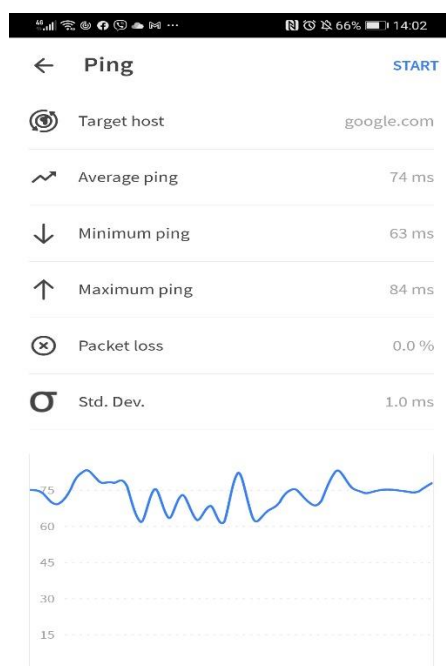 46 66% 14:02
Ping START
Target host google.com
Average ping 74 ms
Minimum ping 63 ms
Maximum ping 84 ms
Packet loss 0.0 %
σ Std. Dev. 1.0 ms
75
60
45
30
15